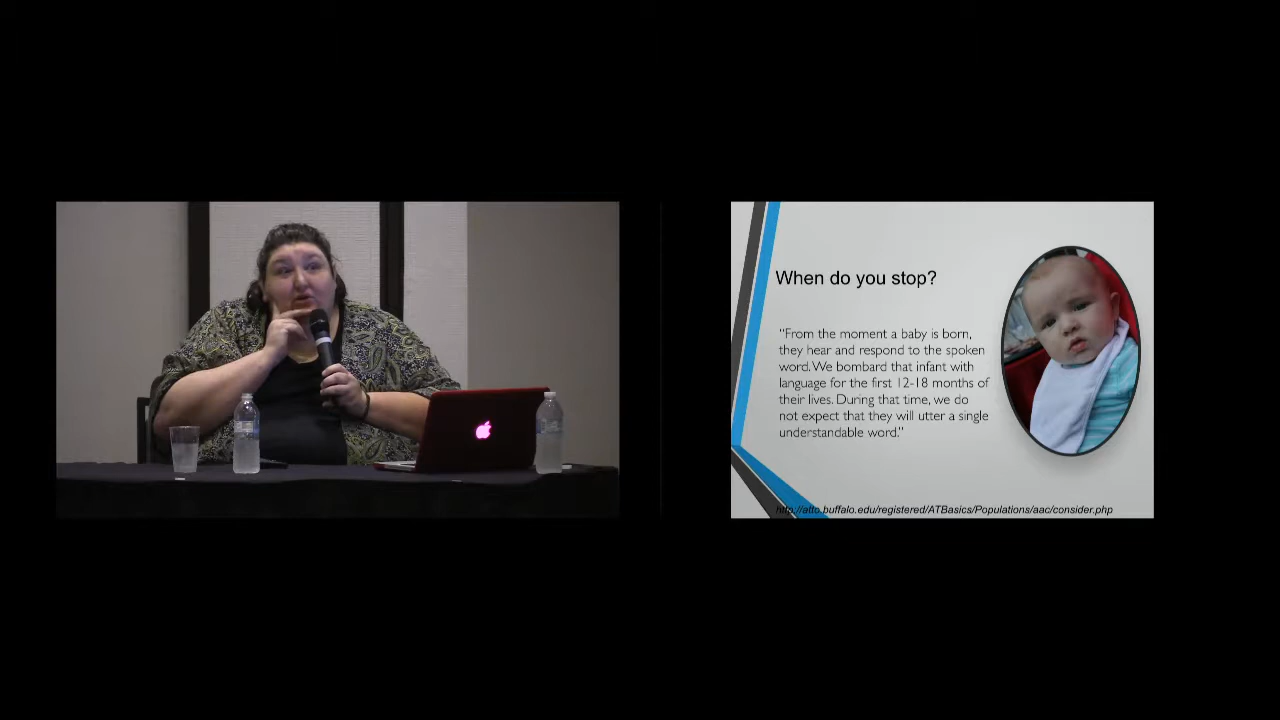 When do you stop?
"From the moment a baby is born,
they hear and respond to the spoken
word. We bombard that infant with
language for the first 12-18 months of
their lives. During that time, we do
not expect that they will utter a single
understandable word."
http://atto.buffalo.edu/registered/ATBasics/Populations/aac/consider.php